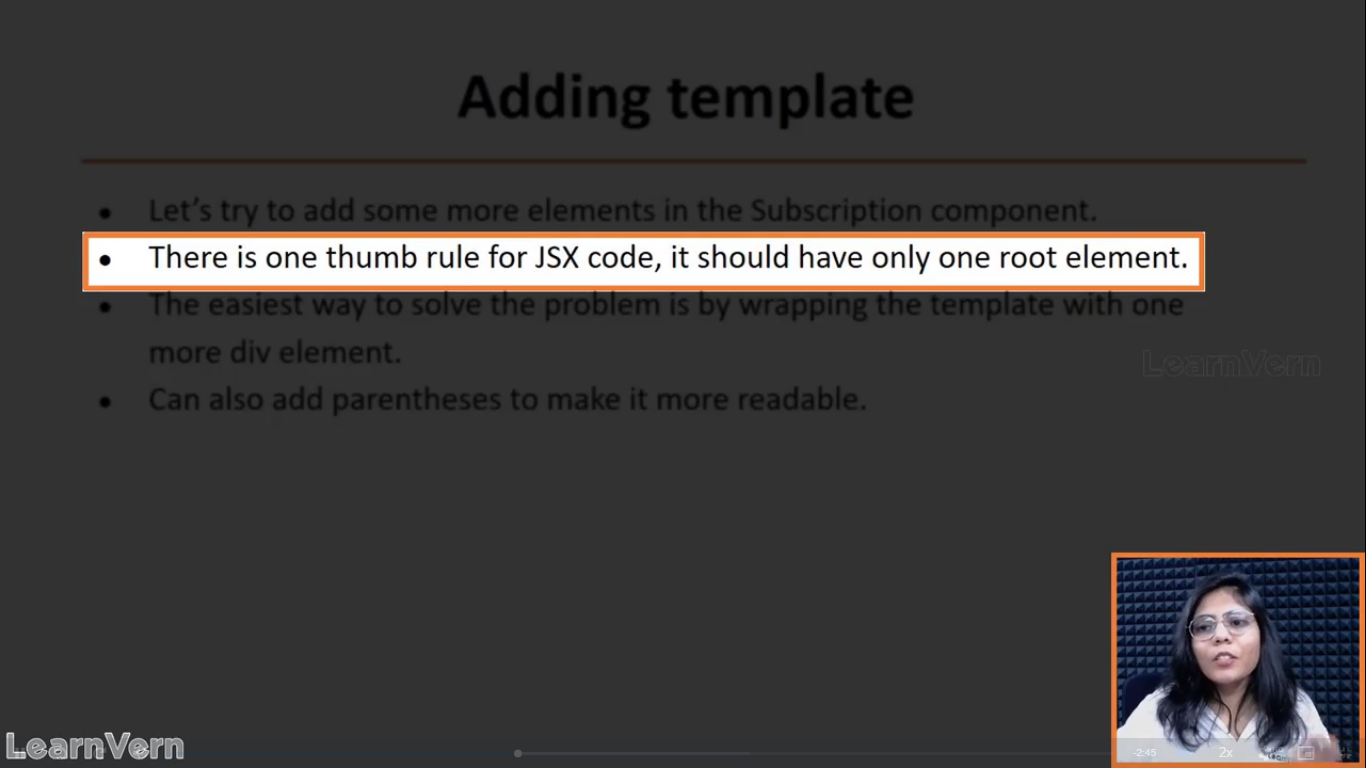 Adding template
• Let's try to add some more elements in the Subscription component.
• There is one thumb rule for JSX code, it should have only one root element.
• The easiest way to solve the problem is by wrapping the template with one
more div element.
• Can also add parentheses to make it more readable.
LearnVern
LearnVern
-2:45
2x